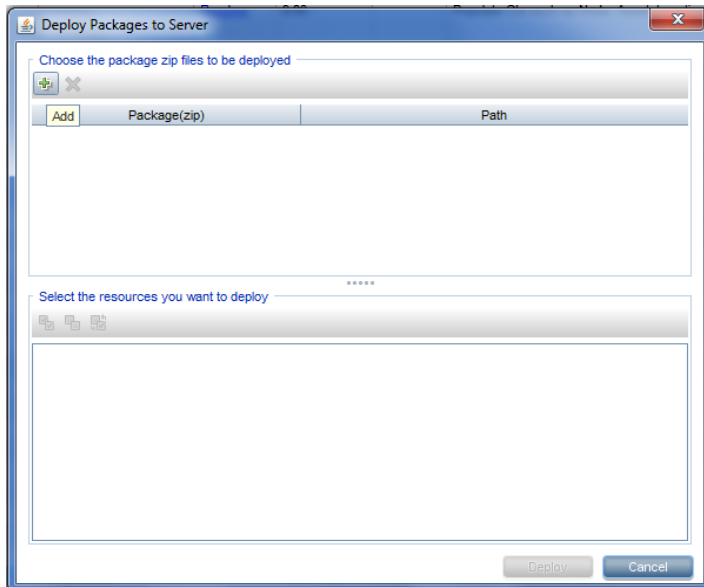 Deploy Packages to Server
Choose the package zip files to be deployed
Add
Package(zip) Path
Select the resources you want to deploy
Deploy Cancel